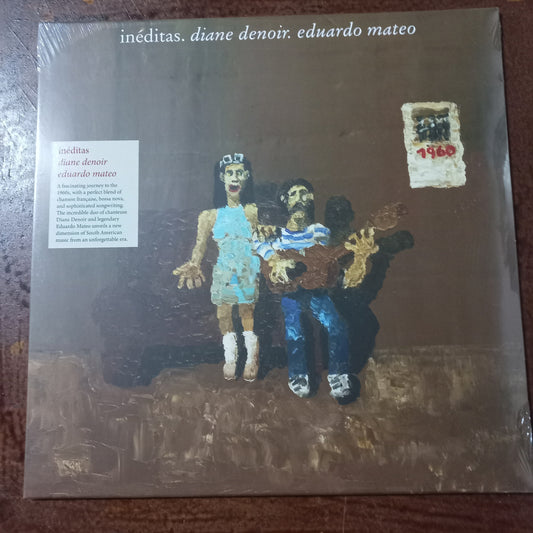 inéditas. diane denoir. eduardo mateo
1960
inéditas
diane denoir
eduardo mateo
A fascinating journey to the
1960s, with a perfect blend of
chanson française, bossa nova,
and sophisticated songwriting.
The incredible duo of chanteuse
Diane Denoir and legendary
Eduardo Mateo unveils a new
dimension of South American
music from an unforgettable era.